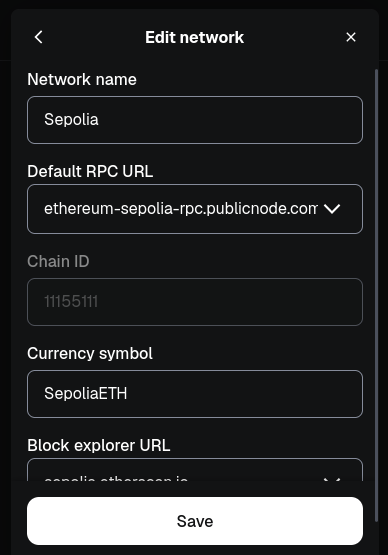 Edit network
Network name
Sepolia
Default RPC URL
ethereum-sepolia-rpc.publicnode.com
Chain ID
11155111
Currency symbol
SepoliaETH
Block explorer URL
sepolia.etherscan.io
Save